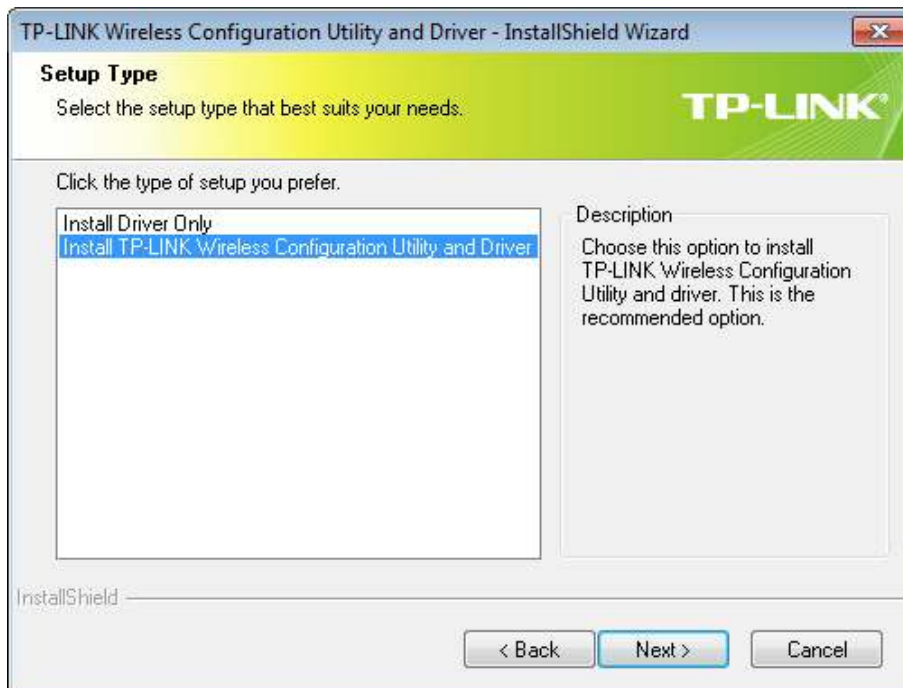 TP-LINK Wireless Configuration Utility and Driver - InstallShield Wizard
Setup Type
Select the setup type that best suits your needs.
TP-LINK®
Click the type of setup you prefer.
Install Driver Only
Install TP-LINK Wireless Configuration Utility and Driver
Description
Choose this option to install
TP-LINK Wireless Configuration
Utility and driver. This is the
recommended option.
InstallShield
< Back
Next >
Cancel